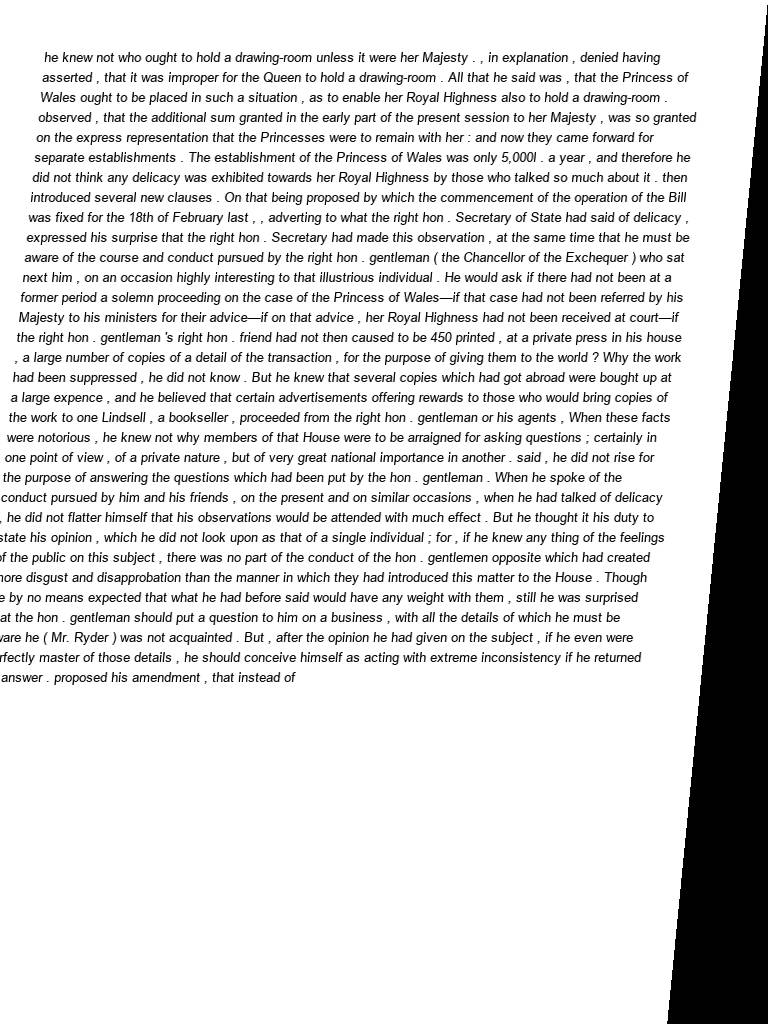 he knew not who ought to hold a drawing-room unless it were her Majesty . , in explanation , denied having
asserted , that it was improper for the Queen to hold a drawing-room . All that he said was , that the Princess of
Wales ought to be placed in such a situation , as to enable her Royal Highness also to hold a drawing-room .
observed , that the additional sum granted in the early part of the present session to her Majesty , was so granted
on the express representation that the Princesses were to remain with her : and now they came forward for
separate establishments . The establishment of the Princess of Wales was only 5,000l . a year , and therefore he
did not think any delicacy was exhibited towards her Royal Highness by those who talked so much about it . then
introduced several new clauses . On that being proposed by which the commencement of the operation of the Bill
was fixed for the 18th of February last , , adverting to what the right hon . Secretary of State had said of delicacy ,
expressed his surprise that the right hon . Secretary had made this observation , at the same time that he must be
aware of the course and conduct pursued by the right hon . gentleman ( the Chancellor of the Exchequer ) who sat
next him , on an occasion highly interesting to that illustrious individual . He would ask if there had not been at a
former period a solemn proceeding on the case of the Princess of Wales—if that case had not been referred by his
Majesty to his ministers for their advice—if on that advice , her Royal Highness had not been received at court—if
the right hon . gentleman 's right hon . friend had not then caused to be 450 printed , at a private press in his house
, a large number of copies of a detail of the transaction , for the purpose of giving them to the world ? Why the work
had been suppressed , he did not know . But he knew that several copies which had got abroad were bought up at
a large expence , and he believed that certain advertisements offering rewards to those who would bring copies of
the work to one Lindsell , a bookseller , proceeded from the right hon . gentleman or his agents , When these facts
were notorious , he knew not why members of that House were to be arraigned for asking questions ; certainly in
one point of view , of a private nature , but of very great national importance in another . said , he did not rise for
the purpose of answering the questions which had been put by the hon . gentleman . When he spoke of the
conduct pursued by him and his friends , on the present and on similar occasions , when he had talked of delicacy
, he did not flatter himself that his observations would be attended with much effect . But he thought it his duty to
state his opinion , which he did not look upon as that of a single individual ; for , if he knew any thing of the feelings
of the public on this subject , there was no part of the conduct of the hon . gentlemen opposite which had created
more disgust and disapprobation than the manner in which they had introduced this matter to the House . Though
by no means expected that what he had before said would have any weight with them , still he was surprised
at the hon . gentleman should put a question to him on a business , with all the details of which he must be
he ( Mr. Ryder ) was not acquainted . But , after the opinion he had given on the subject , if he even were
master of those details , he should conceive himself as acting with extreme inconsistency if he returned
answer . proposed his amendment , that instead of